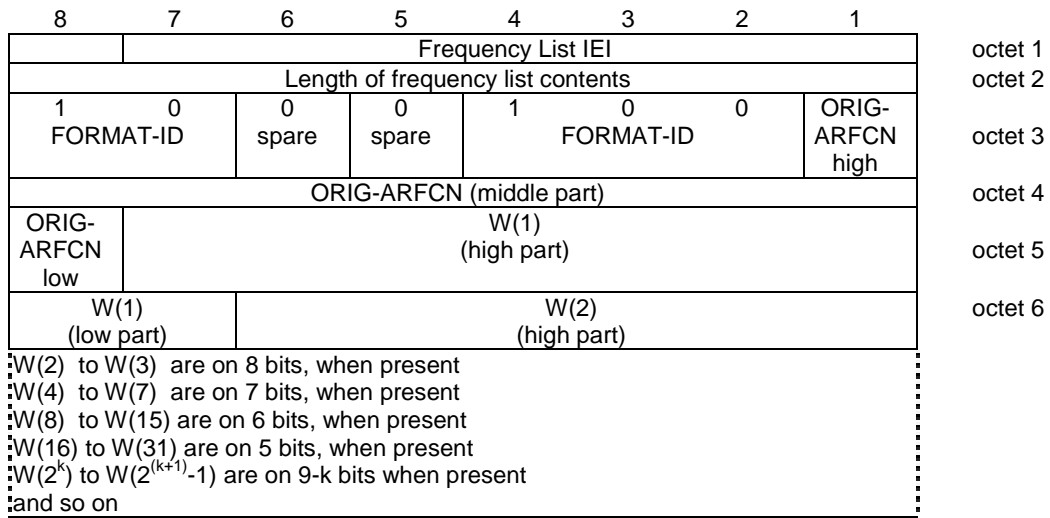 8 7 6 5 4 3 2 1
Frequency List IEI octet 1
Length of frequency list contents octet 2
1 0 0 0 1 0 0 ORIG-
FORMAT-ID spare spare FORMAT-ID ARFCN octet 3
high
ORIG-ARFCN (middle part) octet 4
ORIG- W(1)
ARFCN (high part) octet 5
low
W(1) W(2) octet 6
(low part) (high part)
W(2) to W(3) are on 8 bits, when present
W(4) to W(7) are on 7 bits, when present
W(8) to W(15) are on 6 bits, when present
W(16) to W(31) are on 5 bits, when present
W(2^k) to W(2^(k+1)-1) are on 9-k bits when present
and so on